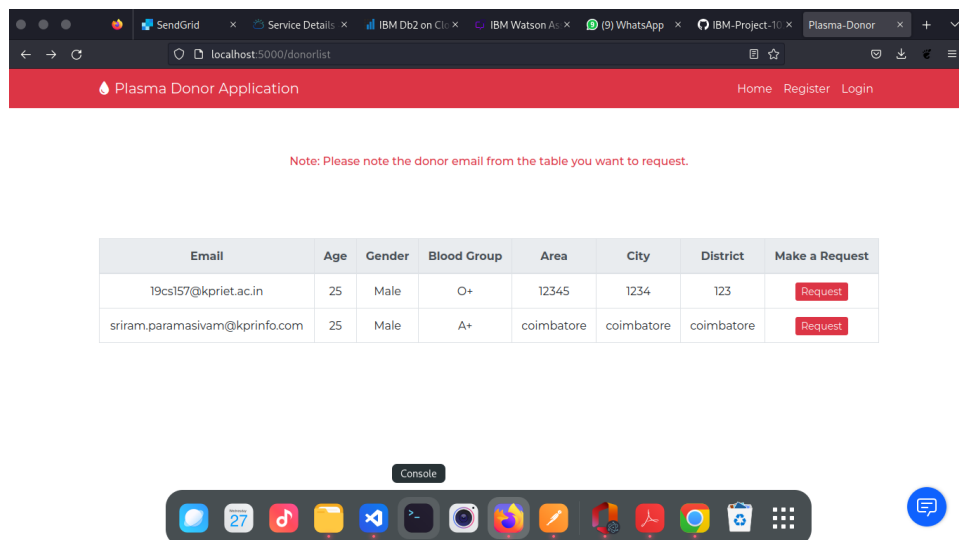 SendGrid Service Details IBM Db2 on Clo IBM Watson As (9) WhatsApp IBM-Project-10 Plasma-Donor
localhost:5000/donorlist
Plasma Donor Application Home Register Login
Note: Please note the donor email from the table you want to request.
Email Age Gender Blood Group Area City District Make a Request
19cs157@kpriet.ac.in 25 Male O+ 12345 1234 123 Request
sriram.paramasivam@kprinfo.com 25 Male A+ coimbatore coimbatore coimbatore Request
Console
27